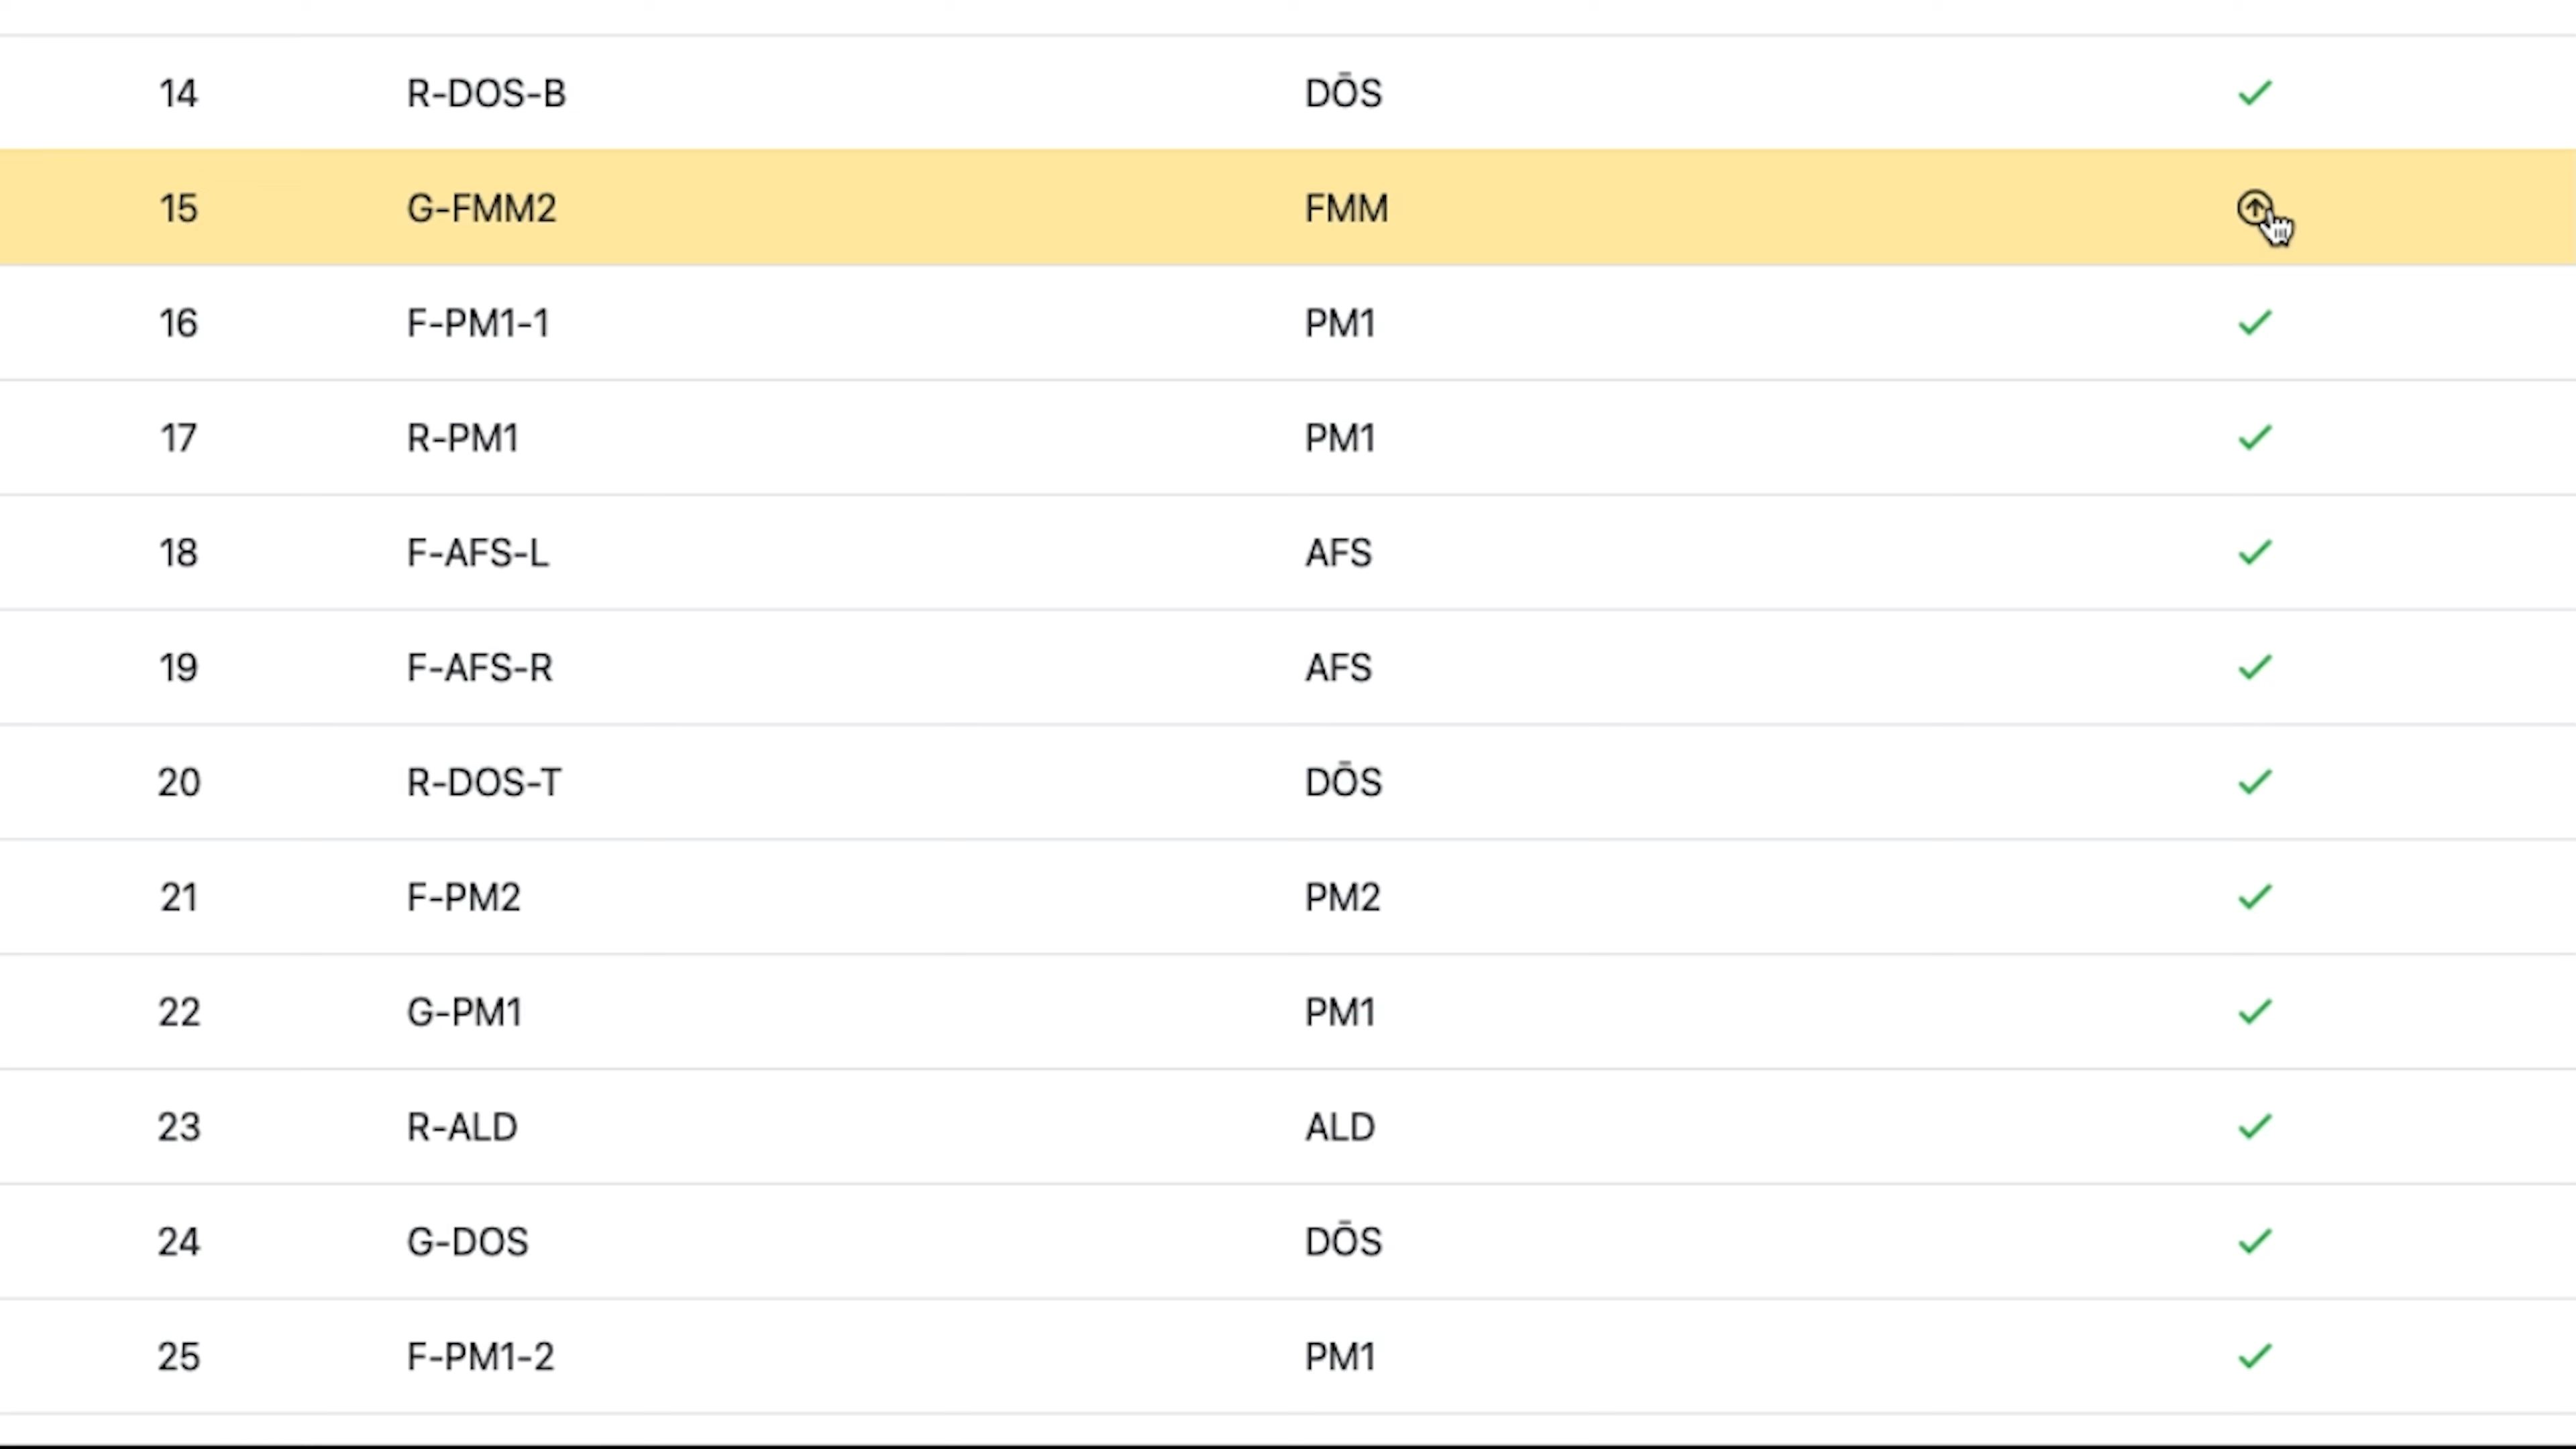 14 R-DOS-B DŌS
15 G-FMM2 FMM
16 F-PM1-1 PM1
17 R-PM1 PM1
18 F-AFS-L AFS
19 F-AFS-R AFS
20 R-DOS-T DŌS
21 F-PM2 PM2
22 G-PM1 PM1
23 R-ALD ALD
24 G-DOS DŌS
25 F-PM1-2 PM1